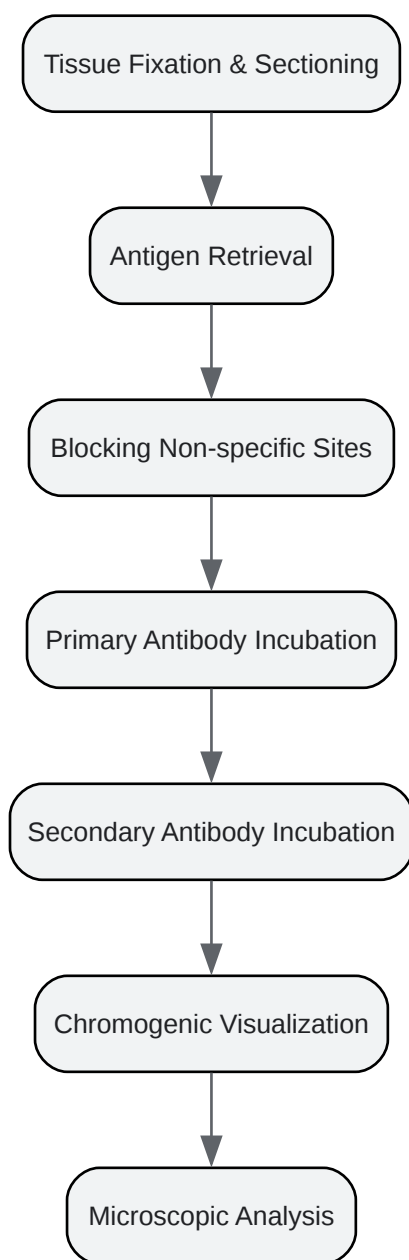 Tissue Fixation & Sectioning
Antigen Retrieval
Blocking Non-specific Sites
Primary Antibody Incubation
Secondary Antibody Incubation
Chromogenic Visualization
Microscopic Analysis